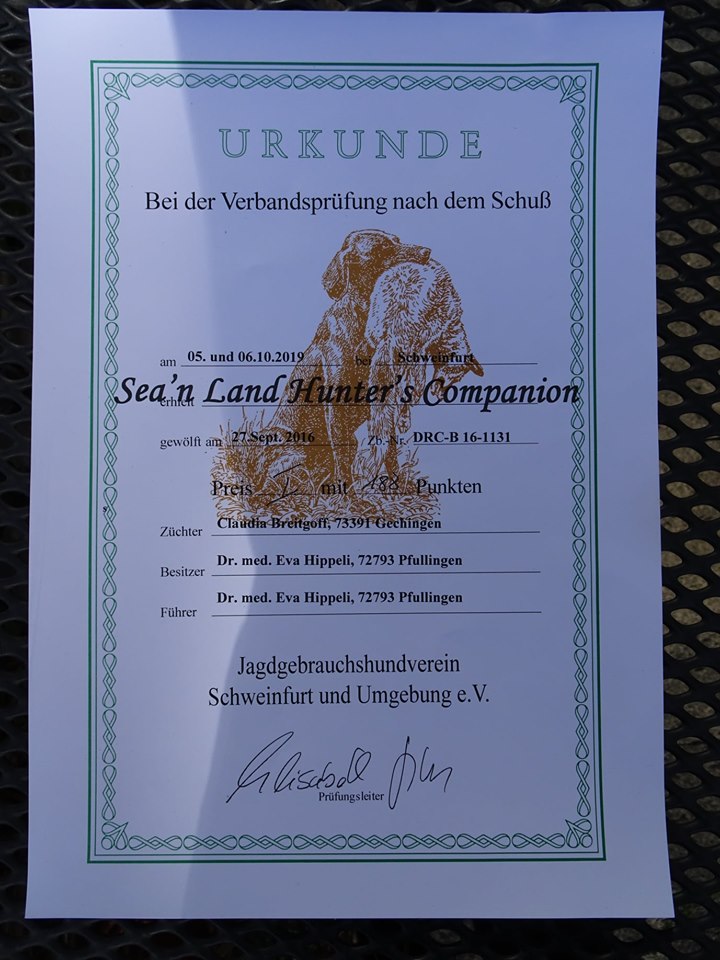 URKUNDE
Bei der Verbandsprüfung nach dem Schuß
am 05. und 06.10.2019 bei Schweinfurt
Sea'n Land Hunter's Companion
erhielt
gewölft am 27.Sept. 2016 Zb.-Nr. DRC-B 16-1131
Preis I mit 188 Punkten
Züchter Claudia Breitgoff, 73391 Gechingen
Besitzer Dr. med. Eva Hippeli, 72793 Pfullingen
Führer Dr. med. Eva Hippeli, 72793 Pfullingen
Jagdgebrauchshundverein
Schweinfurt und Umgebung e.V.
Prüfungsleiter